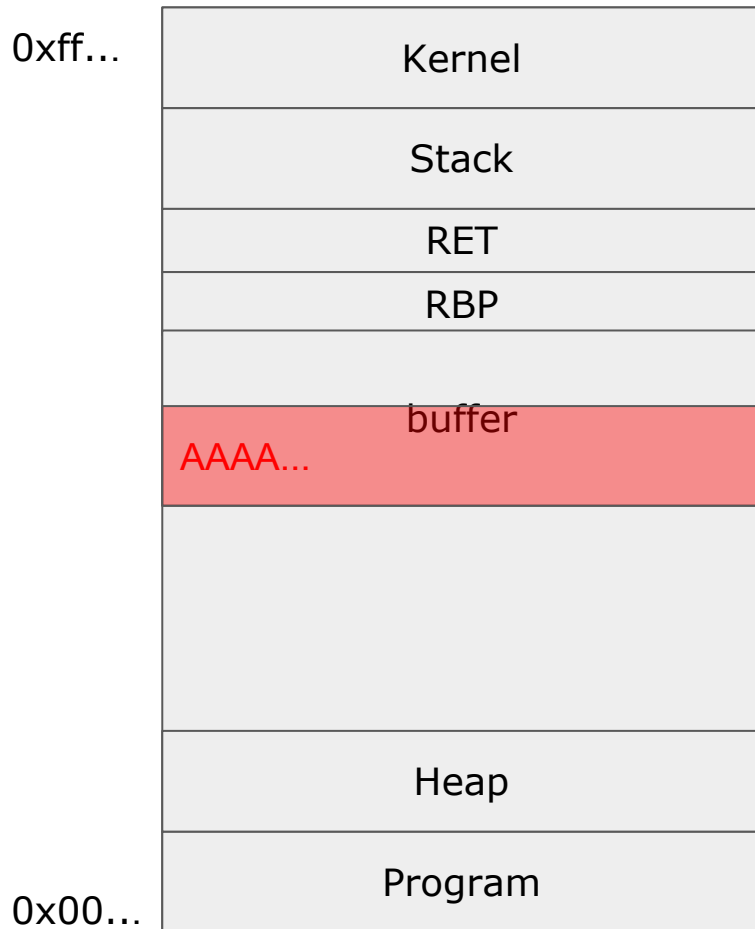 0xff...
Kernel
Stack
RET
RBP
buffer
AAAA...
Heap
Program
0x00...